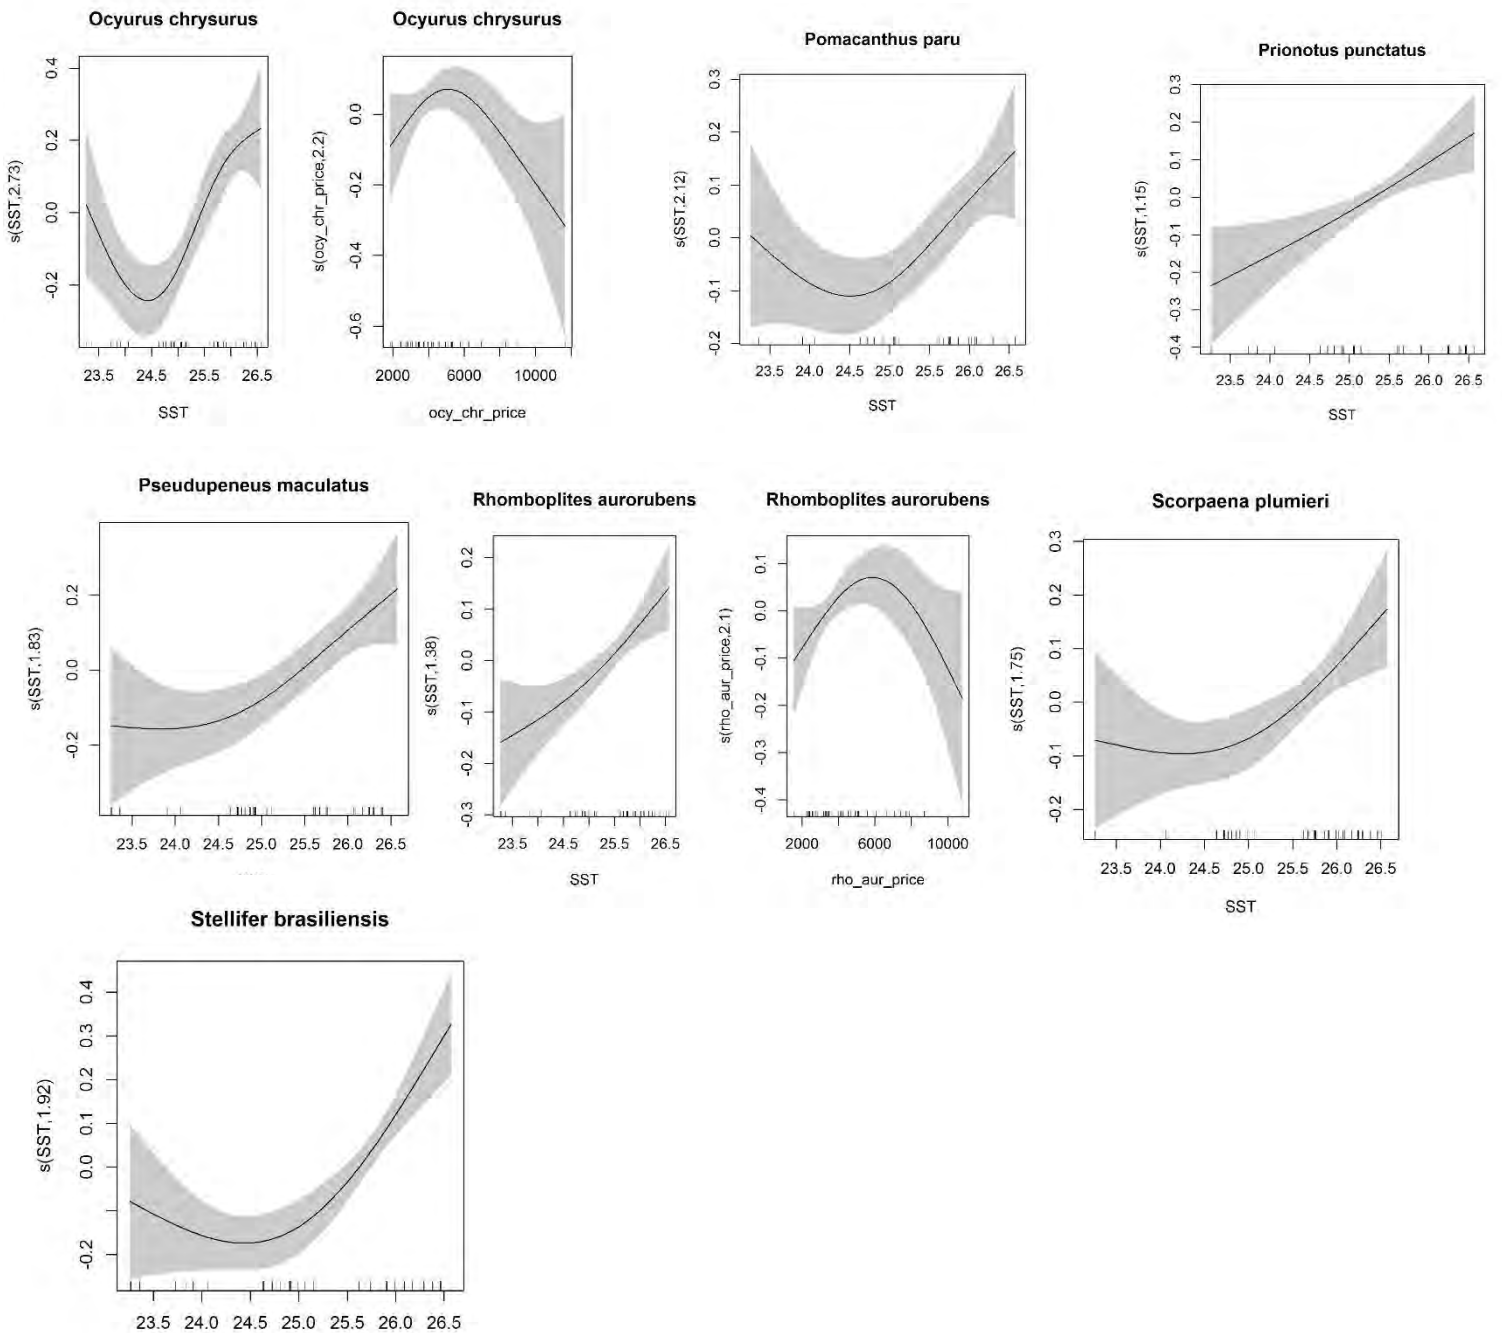 Ocyurus chrysurus
s(SST,2.73)
0.4
0.2
0.0
-0.2
23.5 24.5 25.5 26.5
SST
Ocyurus chrysurus
s(ocy_chr_price,2.2)
0.0
-0.2
-0.4
-0.6
2000 6000 10000
ocy_chr_price
Pomacanthus paru
s(SST,2.12)
0.3
0.2
0.1
0.0
-0.1
-0.2
23.5 24.0 24.5 25.0 25.5 26.0 26.5
SST
Prionotus punctatus
s(SST,1.15)
0.3
0.2
0.1
0.0
-0.1
-0.2
-0.3
-0.4
23.5 24.0 24.5 25.0 25.5 26.0 26.5
SST
Pseudupeneus maculatus
s(SST,1.83)
0.2
0.0
-0.2
23.5 24.0 24.5 25.0 25.5 26.0 26.5
Rhomboplites aurorubens
s(SST,1.38)
0.2
0.1
0.0
-0.1
-0.2
-0.3
23.5 24.5 25.5 26.5
SST
Rhomboplites aurorubens
s(rho_aur_price,2.1)
0.1
0.0
-0.1
-0.2
-0.3
-0.4
2000 6000 10000
rho_aur_price
Scorpaena plumieri
s(SST,1.75)
0.3
0.2
0.1
0.0
-0.1
-0.2
23.5 24.0 24.5 25.0 25.5 26.0 26.5
SST
Stellifer brasiliensis
s(SST,1.92)
0.4
0.3
0.2
0.1
0.0
-0.2
23.5 24.0 24.5 25.0 25.5 26.0 26.5